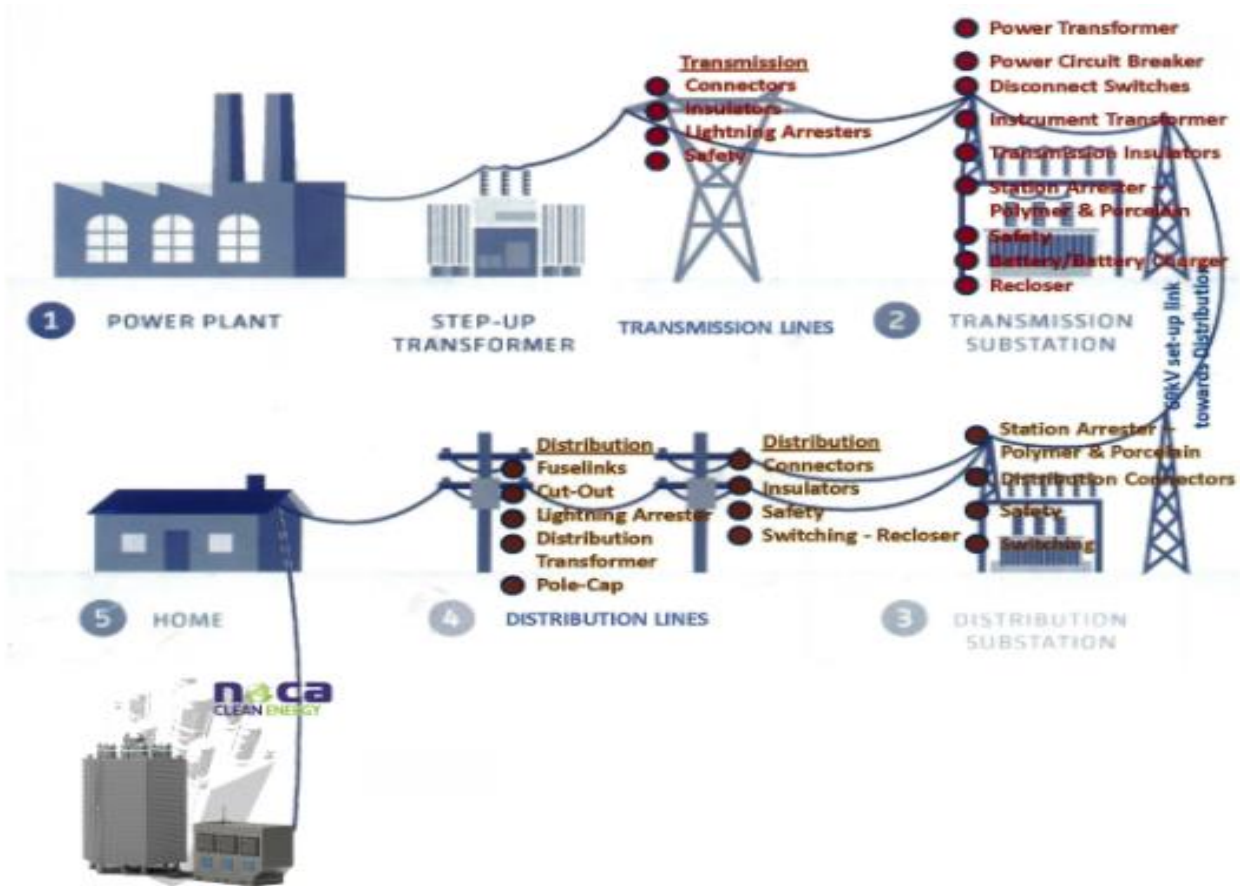 Power Transformer
Power Circuit Breaker
Disconnect Switches
Instrument Transformer
Transmission Insulators
Station Arrester –
Polymer & Porcelain
Safety
Battery/Battery Charger
Recloser
Transmission
Connectors
Insulators
Lightning Arresters
Safety
1 POWER PLANT
STEP-UP
TRANSFORMER
TRANSMISSION LINES
2 TRANSMISSION
SUBSTATION
69kV set-up link
towards Distribution
Station Arrester –
Polymer & Porcelain
Distribution Connectors
Safety
Switching
Distribution
Connectors
Insulators
Safety
Switching - Recloser
Distribution
Fuselinks
Cut-Out
Lightning Arrester
Distribution
Transformer
Pole-Cap
5 HOME
4 DISTRIBUTION LINES
3 DISTRIBUTION
SUBSTATION
CLEAN ENERGY